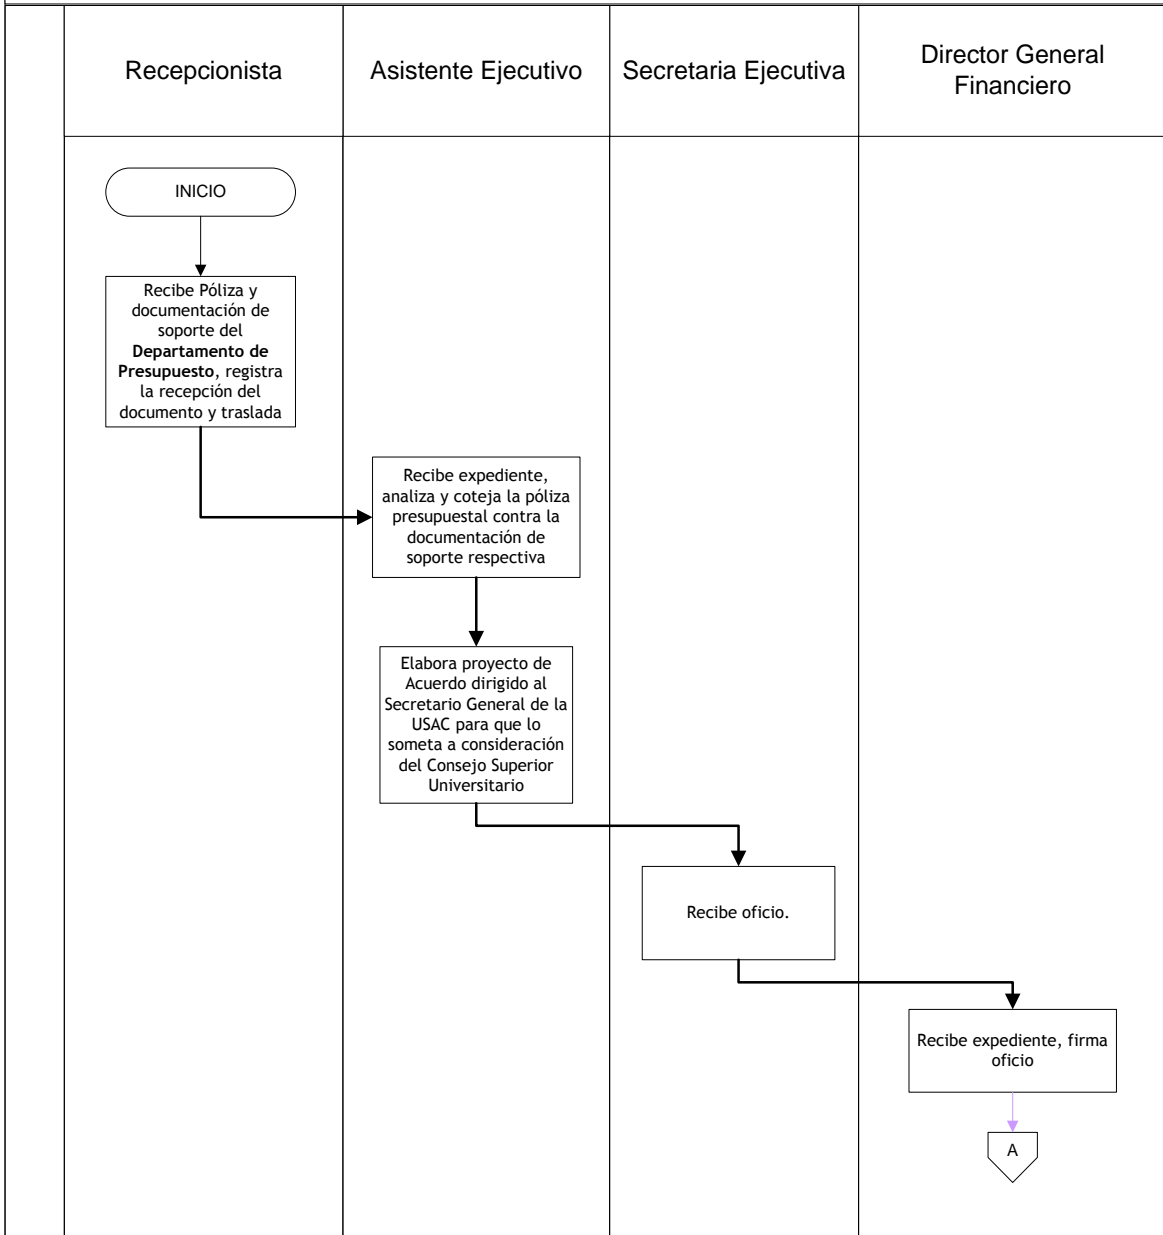 Recepcionista
Asistente Ejecutivo
Secretaria Ejecutiva
Director General
Financiero
INICIO
Recibe Póliza y
documentación de
soporte del
Departamento de
Presupuesto, registra
la recepción del
documento y traslada
Recibe expediente,
analiza y coteja la póliza
presupuestal contra la
documentación de
soporte respectiva
Elabora proyecto de
Acuerdo dirigido al
Secretario General de la
USAC para que lo
someta a consideración
del Consejo Superior
Universitario
Recibe oficio.
Recibe expediente, firma
oficio
A